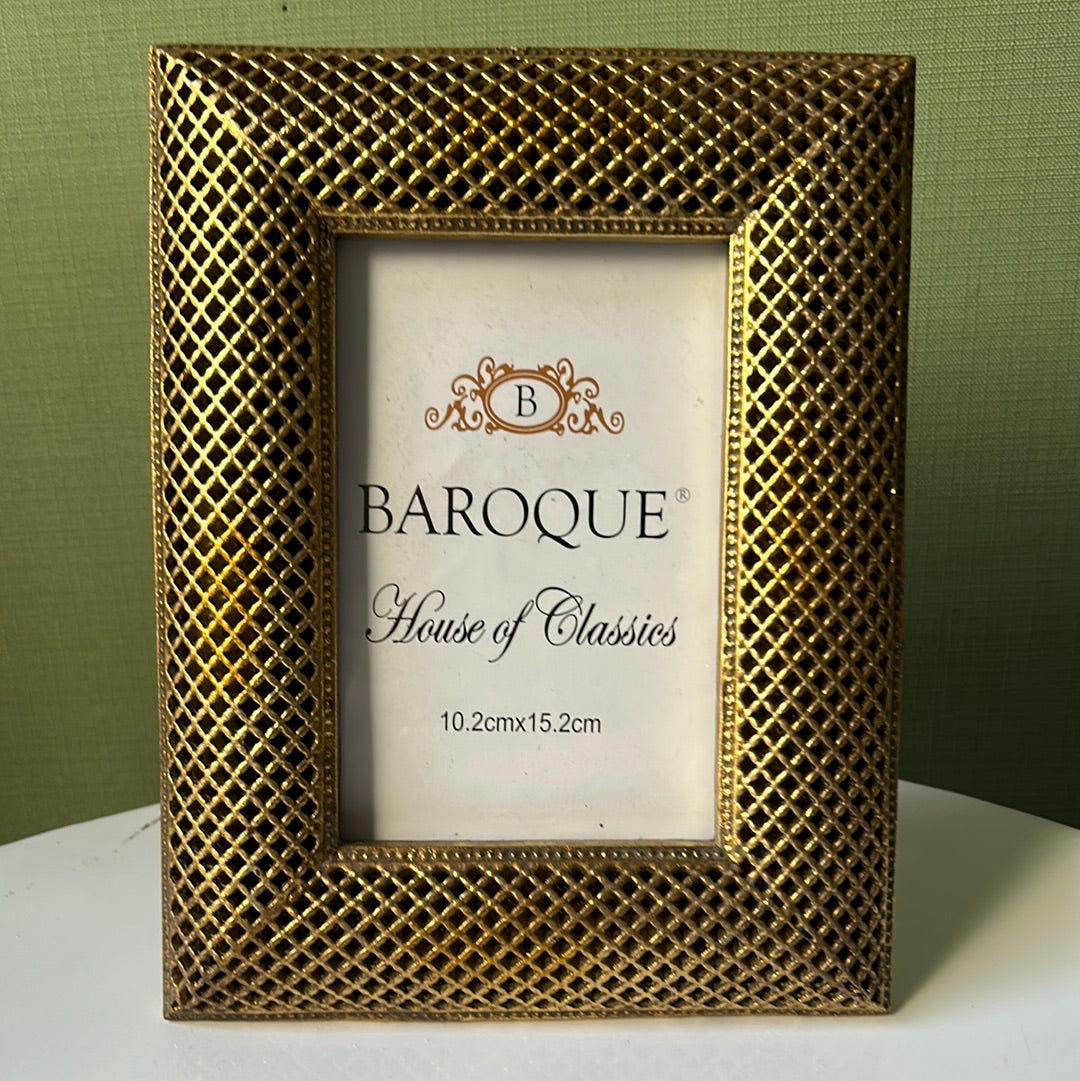 B
BAROQUE®
House of Classics
10.2cmx15.2cm